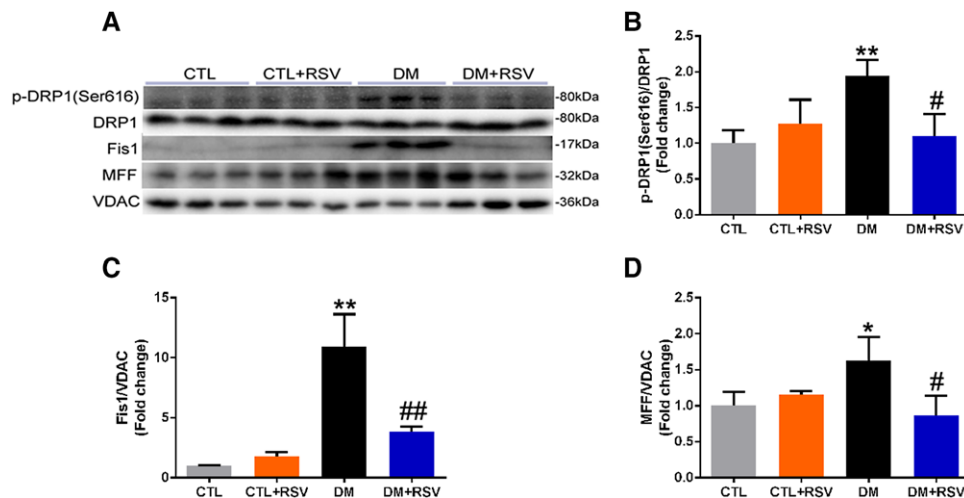 A
CTL CTL+RSV DM DM+RSV
p-DRP1(Ser616) -80kDa
DRP1 -80kDa
Fis1 -17kDa
MFF -32kDa
VDAC -36kDa
B
p-DRP1(Ser616)/DRP1
(Fold change)
2.5
2.0
1.5
1.0
0.5
0.0
**
#
CTL CTL+RSV DM DM+RSV
C
Fis1/VDAC
(Fold change)
15
10
5
0
**
##
CTL CTL+RSV DM DM+RSV
D
MFF/VDAC
(Fold change)
2.5
2.0
1.5
1.0
0.5
0.0
*
#
CTL CTL+RSV DM DM+RSV